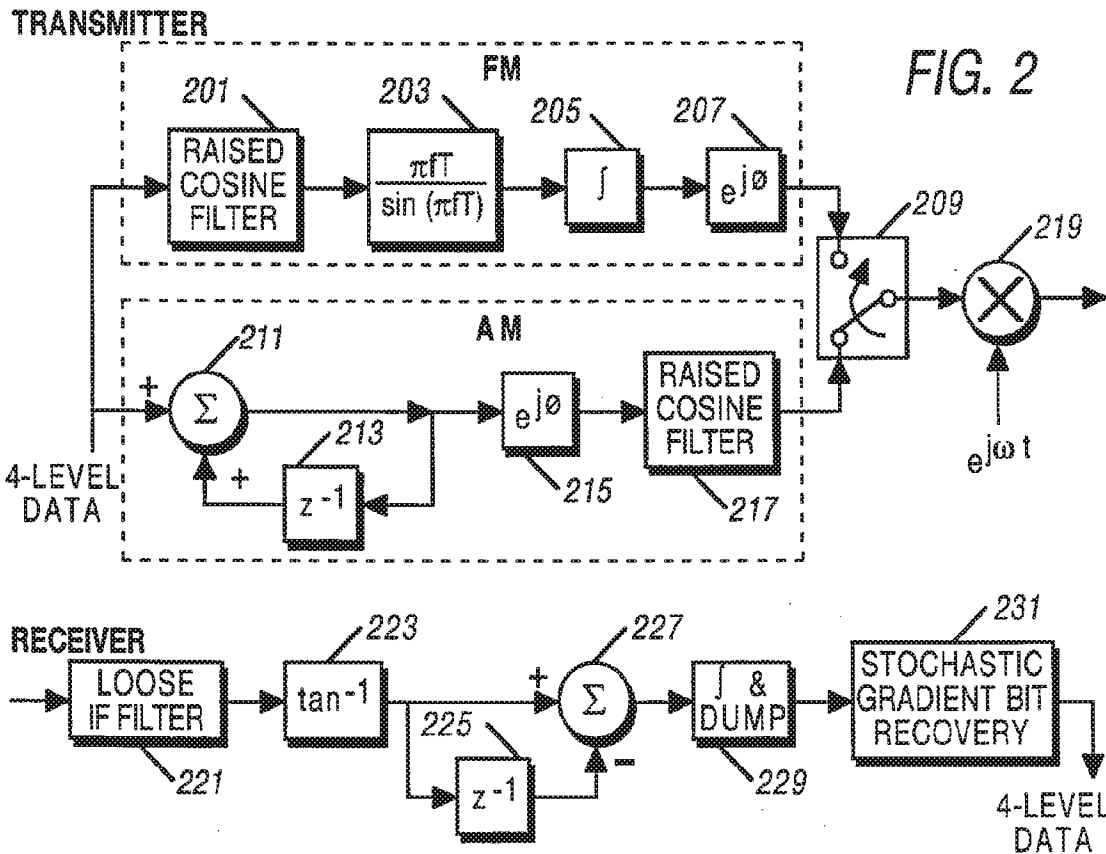 TRANSMITTER
FIG. 2
FM
201
203
205
207
RAISED
COSINE
FILTER
πfT
sin (πfT)
∫
e^jø
209
219
AM
211
+
Σ
213
+
z^-1
e^jø
215
RAISED
COSINE
FILTER
217
4-LEVEL
DATA
e^jω t
RECEIVER
LOOSE
IF FILTER
221
223
tan^-1
225
z^-1
227
+
Σ
−
∫ &
DUMP
229
231
STOCHASTIC
GRADIENT BIT
RECOVERY
4-LEVEL
DATA